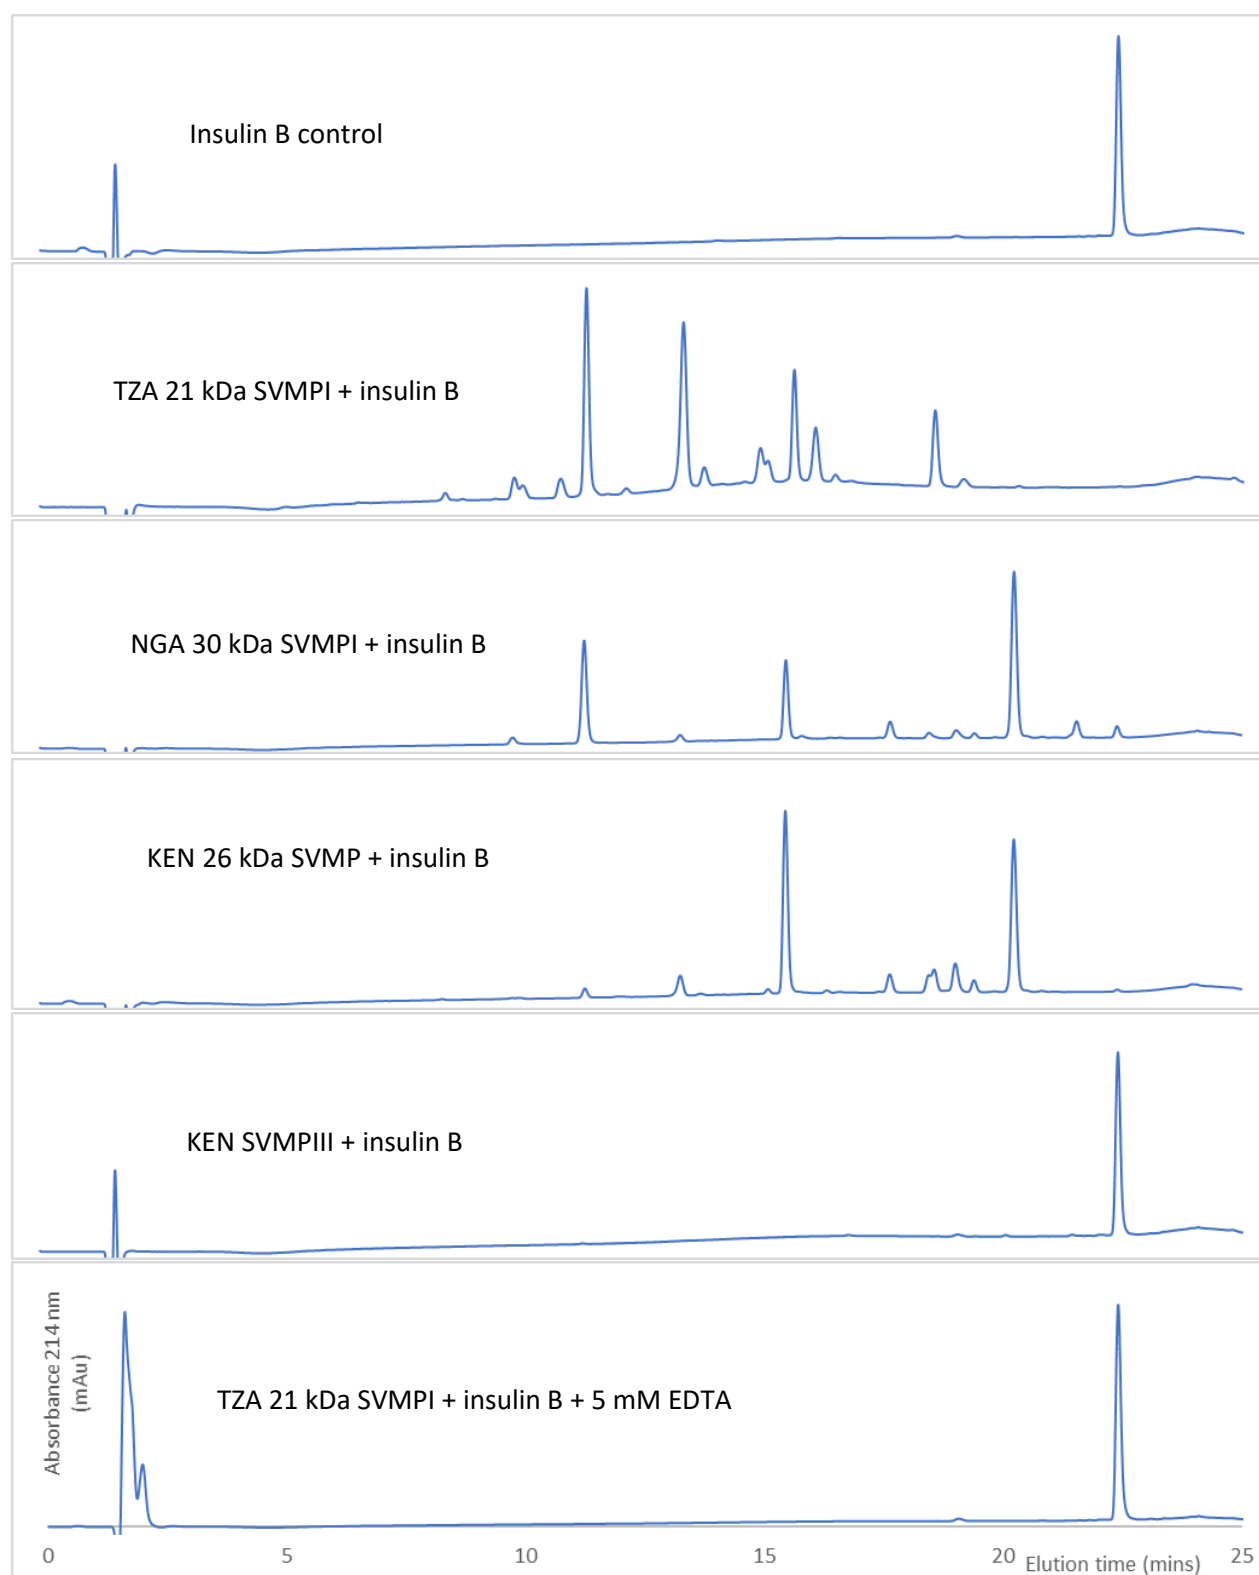 Insulin B control
TZA 21 kDa SVMPI + insulin B
NGA 30 kDa SVMPI + insulin B
KEN 26 kDa SVMP + insulin B
KEN SVMPIII + insulin B
TZA 21 kDa SVMPI + insulin B + 5 mM EDTA
Absorbance 214 nm
(mAu)
0 5 10 15 20 25
Elution time (mins)